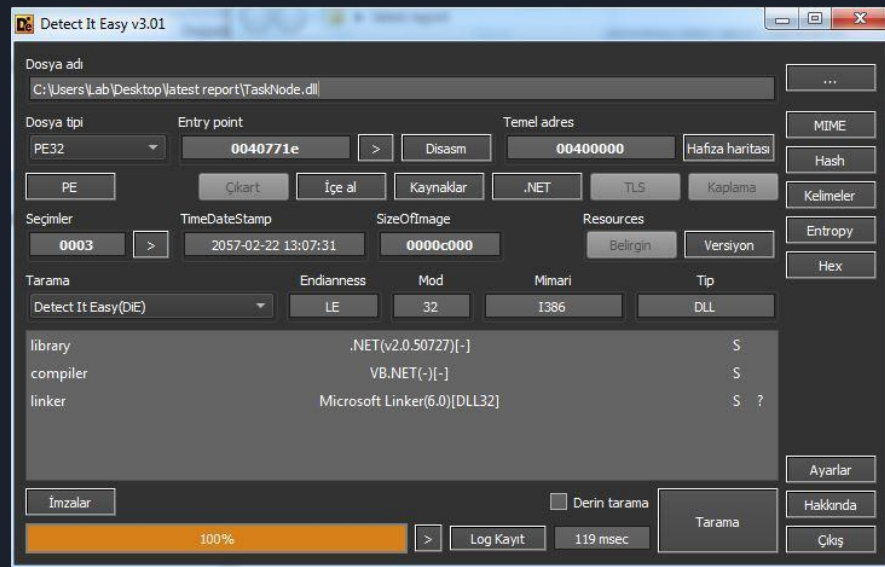 Detect It Easy v3.01
Dosya adı
C:\Users\Lab\Desktop\latest report\TaskNode.dll
...
Dosya tipi Entry point Temel adres
PE32 0040771e > Disasm 00400000 Hafıza haritası
MIME
Hash
PE Çıkart İçe al Kaynaklar .NET TLS Kaplama
Kelimeler
Seçimler TimeDateStamp SizeOfImage Resources
0003 > 2057-02-22 13:07:31 0000c000 Belirgin Versiyon
Entropy
Hex
Tarama Endianness Mod Mimari Tip
Detect It Easy(DiE) LE 32 I386 DLL
library .NET(v2.0.50727)[-] S
compiler VB.NET(-)[-] S
linker Microsoft Linker(6.0)[DLL32] S ?
Ayarlar
İmzalar Derin tarama Tarama Hakkında
100% > Log Kayıt 119 msec Çıkış